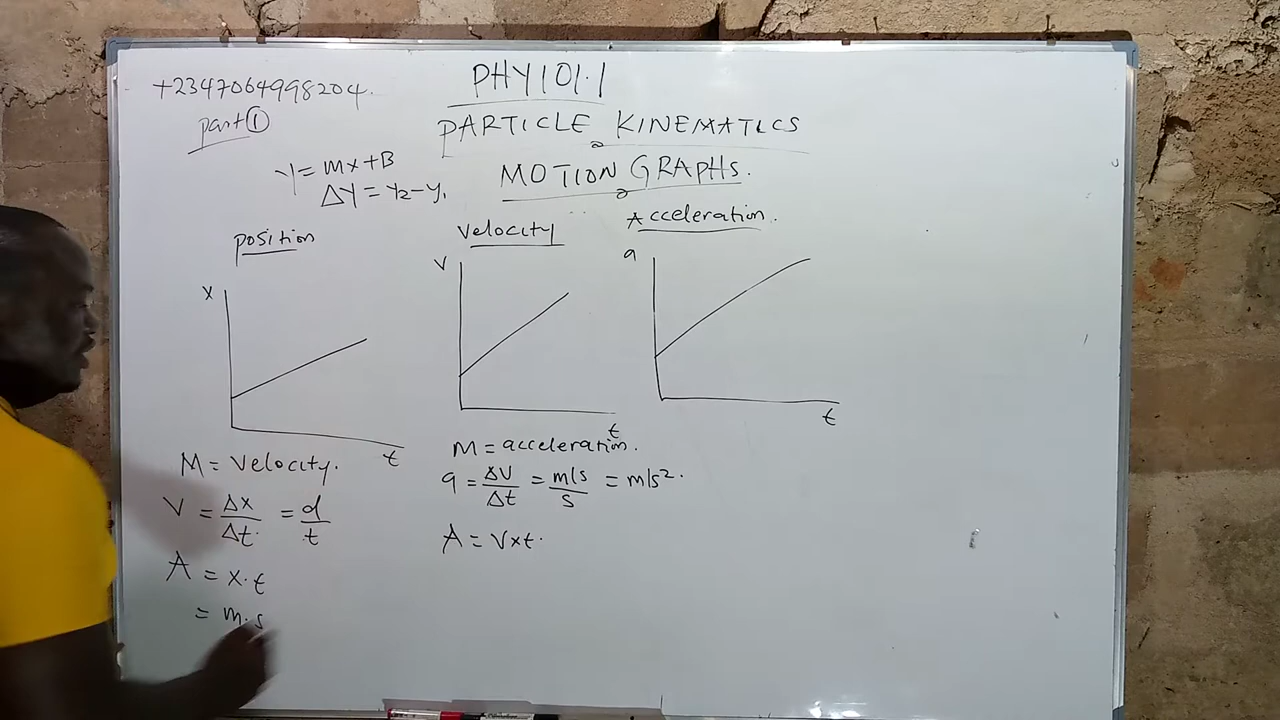 +2347064998204.
part ①
PHY101.1
PARTICLE KINEMATICS
MOTION GRAPHS.
Y = mx+B
ΔY = Y2-Y1
position
x
t
M = Velocity.
V = Δx/Δt = d/t
A = x.t
= m.s
Velocity
V
t
M = acceleration.
a = ΔV/Δt = m/s/s = m/s².
A = V×t.
Acceleration.
a
t